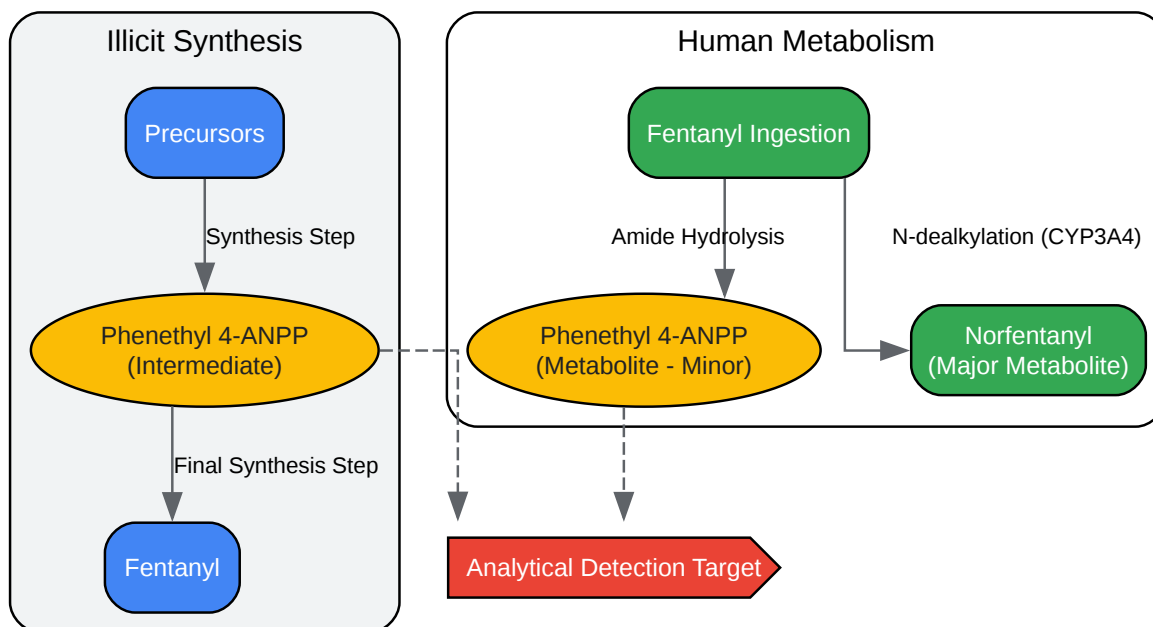 Illicit Synthesis
Precursors
Synthesis Step
Phenethyl 4-ANPP
(Intermediate)
Final Synthesis Step
Fentanyl
Human Metabolism
Fentanyl Ingestion
Amide Hydrolysis
N-dealkylation (CYP3A4)
Phenethyl 4-ANPP
(Metabolite - Minor)
Norfentanyl
(Major Metabolite)
Analytical Detection Target